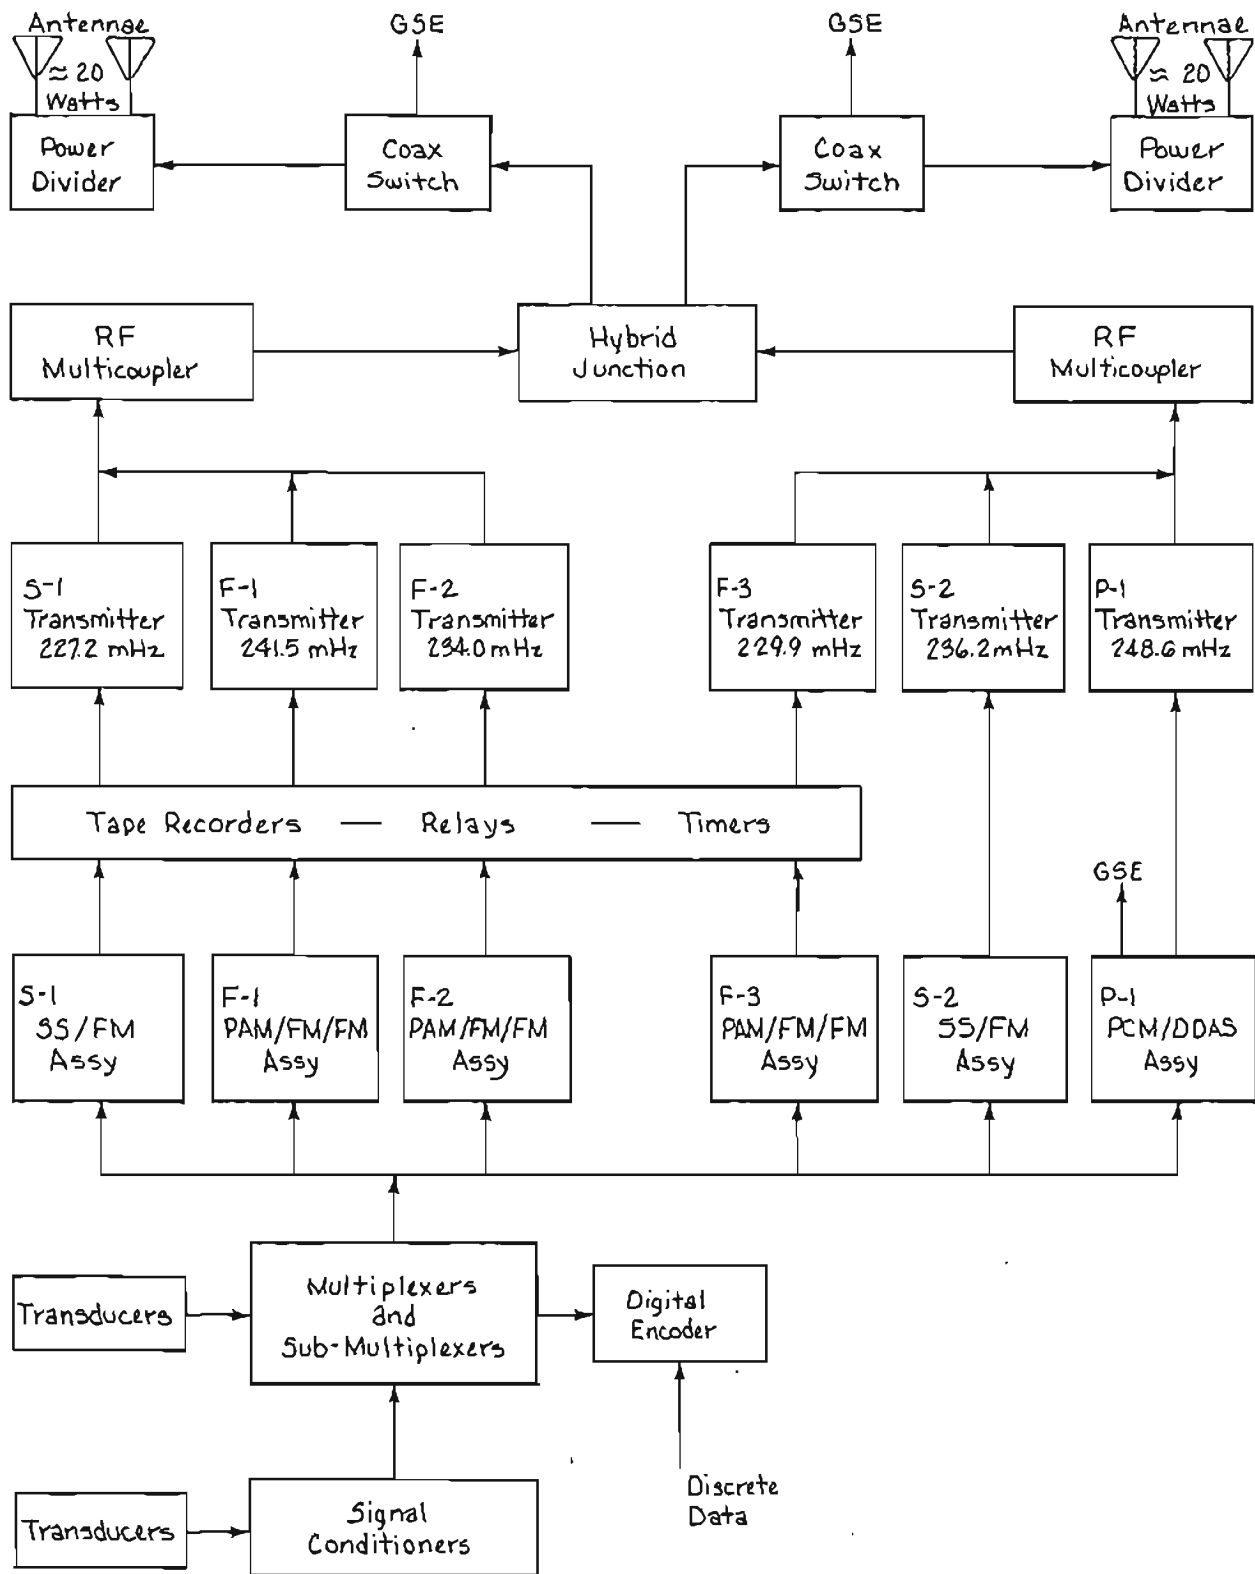 Antennae
≈ 20
Watts
GSE
GSE
Antennae
≈ 20
Watts
Power
Divider
Coax
Switch
Coax
Switch
Power
Divider
RF
Multicoupler
Hybrid
Junction
RF
Multicoupler
S-1
Transmitter
227.2 mHz
F-1
Transmitter
241.5 mHz
F-2
Transmitter
234.0 mHz
F-3
Transmitter
229.9 mHz
S-2
Transmitter
236.2 mHz
P-1
Transmitter
248.6 mHz
Tape Recorders — Relays — Timers
GSE
S-1
SS/FM
Assy
F-1
PAM/FM/FM
Assy
F-2
PAM/FM/FM
Assy
F-3
PAM/FM/FM
Assy
S-2
SS/FM
Assy
P-1
PCM/DDAS
Assy
Transducers
Multiplexers
and
Sub-Multiplexers
Digital
Encoder
Transducers
Signal
Conditioners
Discrete
Data